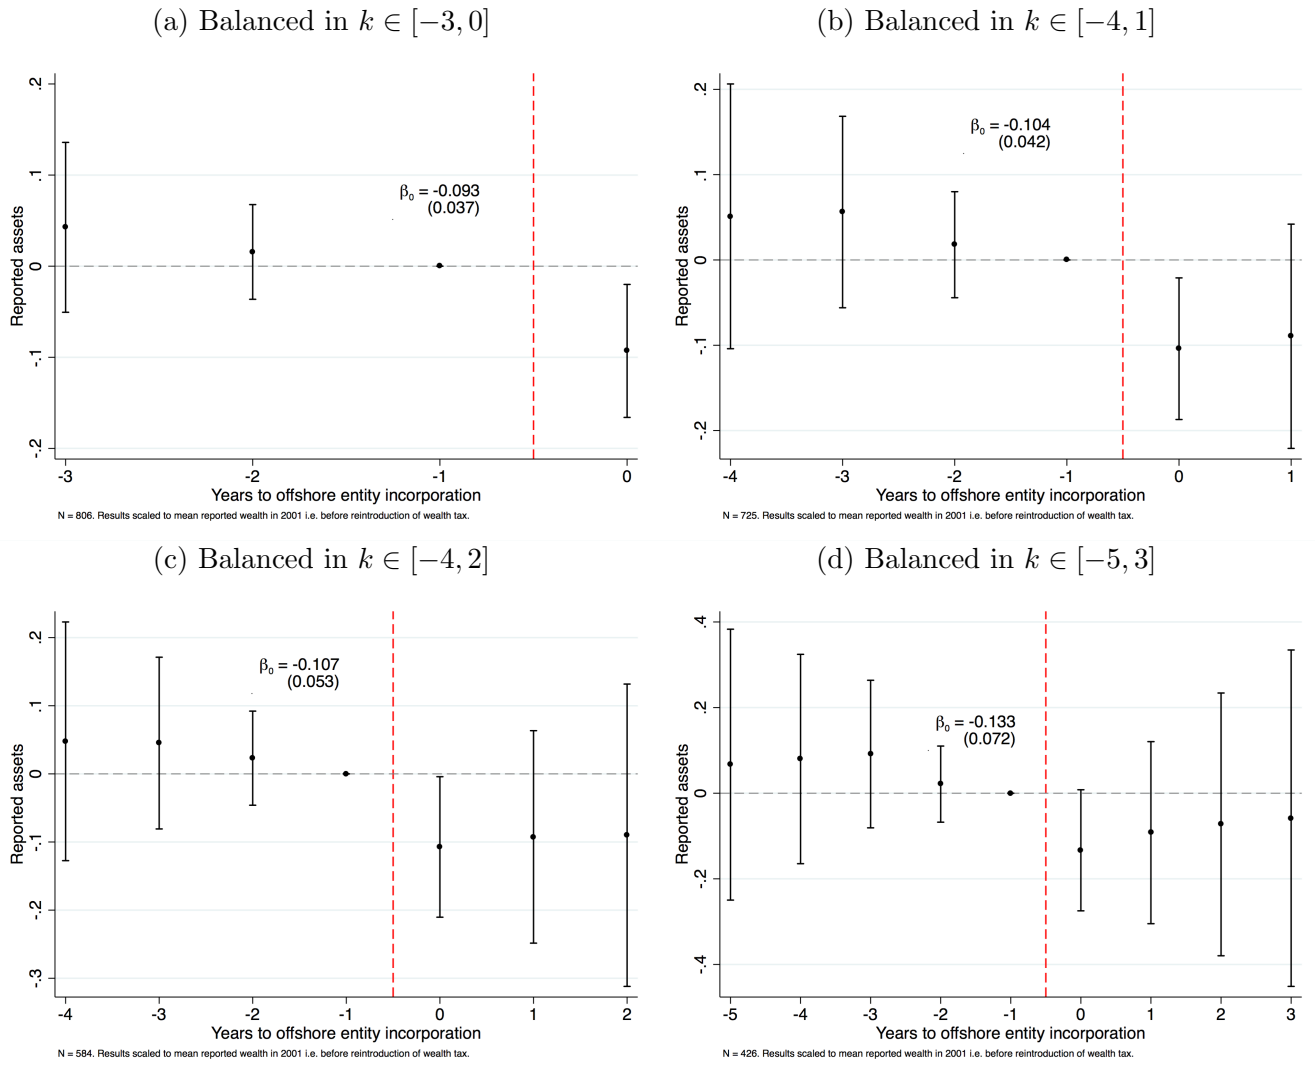 (a) Balanced in k ∈ [−3, 0]
.2
.1
0
-.1
-.2
Reported assets
β₀ = -0.093
(0.037)
-3 -2 -1 0
Years to offshore entity incorporation
N = 806. Results scaled to mean reported wealth in 2001 i.e. before reintroduction of wealth tax.
(b) Balanced in k ∈ [−4, 1]
.2
.1
0
-.1
-.2
Reported assets
β₀ = -0.104
(0.042)
-4 -3 -2 -1 0 1
Years to offshore entity incorporation
N = 725. Results scaled to mean reported wealth in 2001 i.e. before reintroduction of wealth tax.
(c) Balanced in k ∈ [−4, 2]
.2
.1
0
-.1
-.2
-.3
Reported assets
β₀ = -0.107
(0.053)
-4 -3 -2 -1 0 1 2
Years to offshore entity incorporation
N = 584. Results scaled to mean reported wealth in 2001 i.e. before reintroduction of wealth tax.
(d) Balanced in k ∈ [−5, 3]
.4
.2
0
-.2
-.4
Reported assets
β₀ = -0.133
(0.072)
-5 -4 -3 -2 -1 0 1 2 3
Years to offshore entity incorporation
N = 426. Results scaled to mean reported wealth in 2001 i.e. before reintroduction of wealth tax.